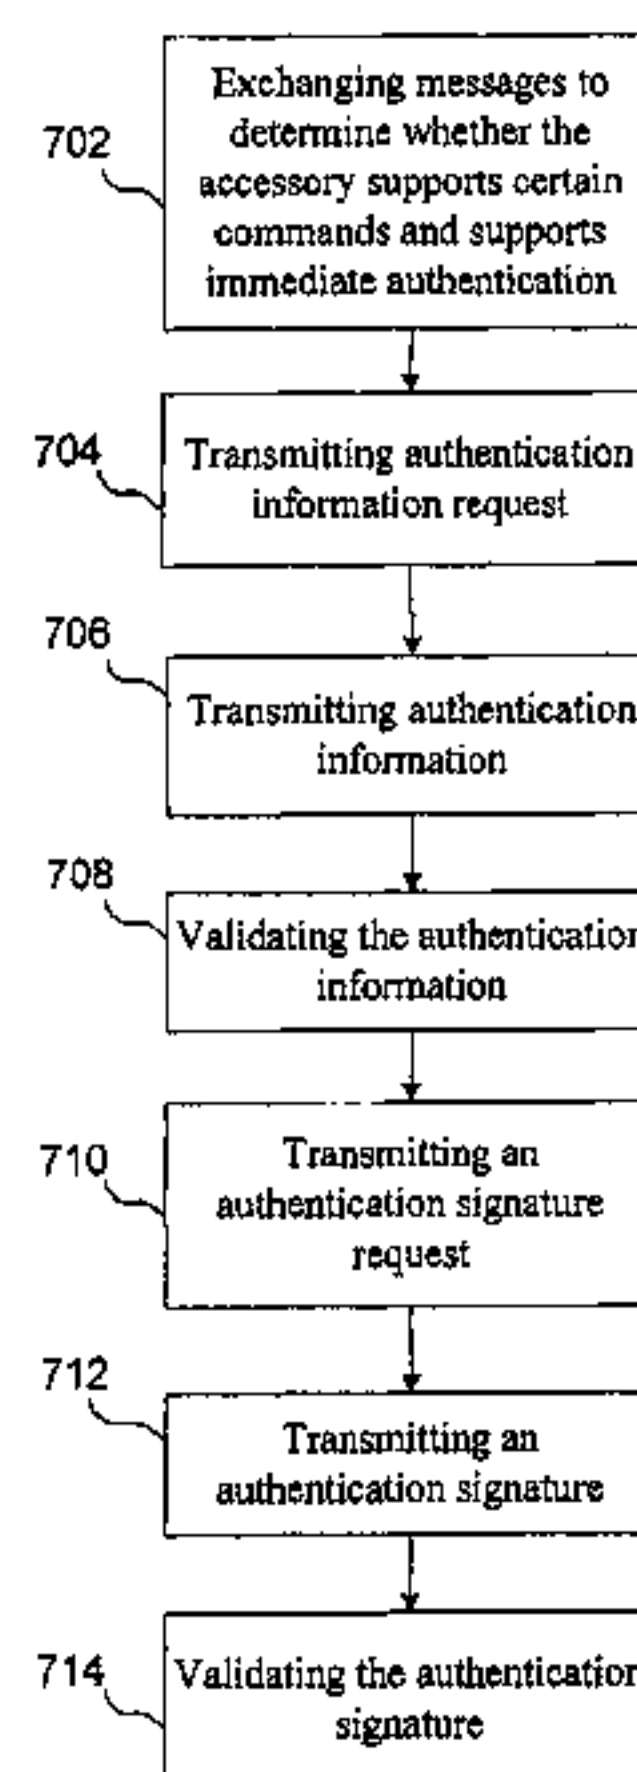 702
Exchanging messages to
determine whether the
accessory supports certain
commands and supports
immediate authentication
704
Transmitting authentication
information request
706
Transmitting authentication
information
708
Validating the authentication
information
710
Transmitting an
authentication signature
request
712
Transmitting an
authentication signature
714
Validating the authentication
signature